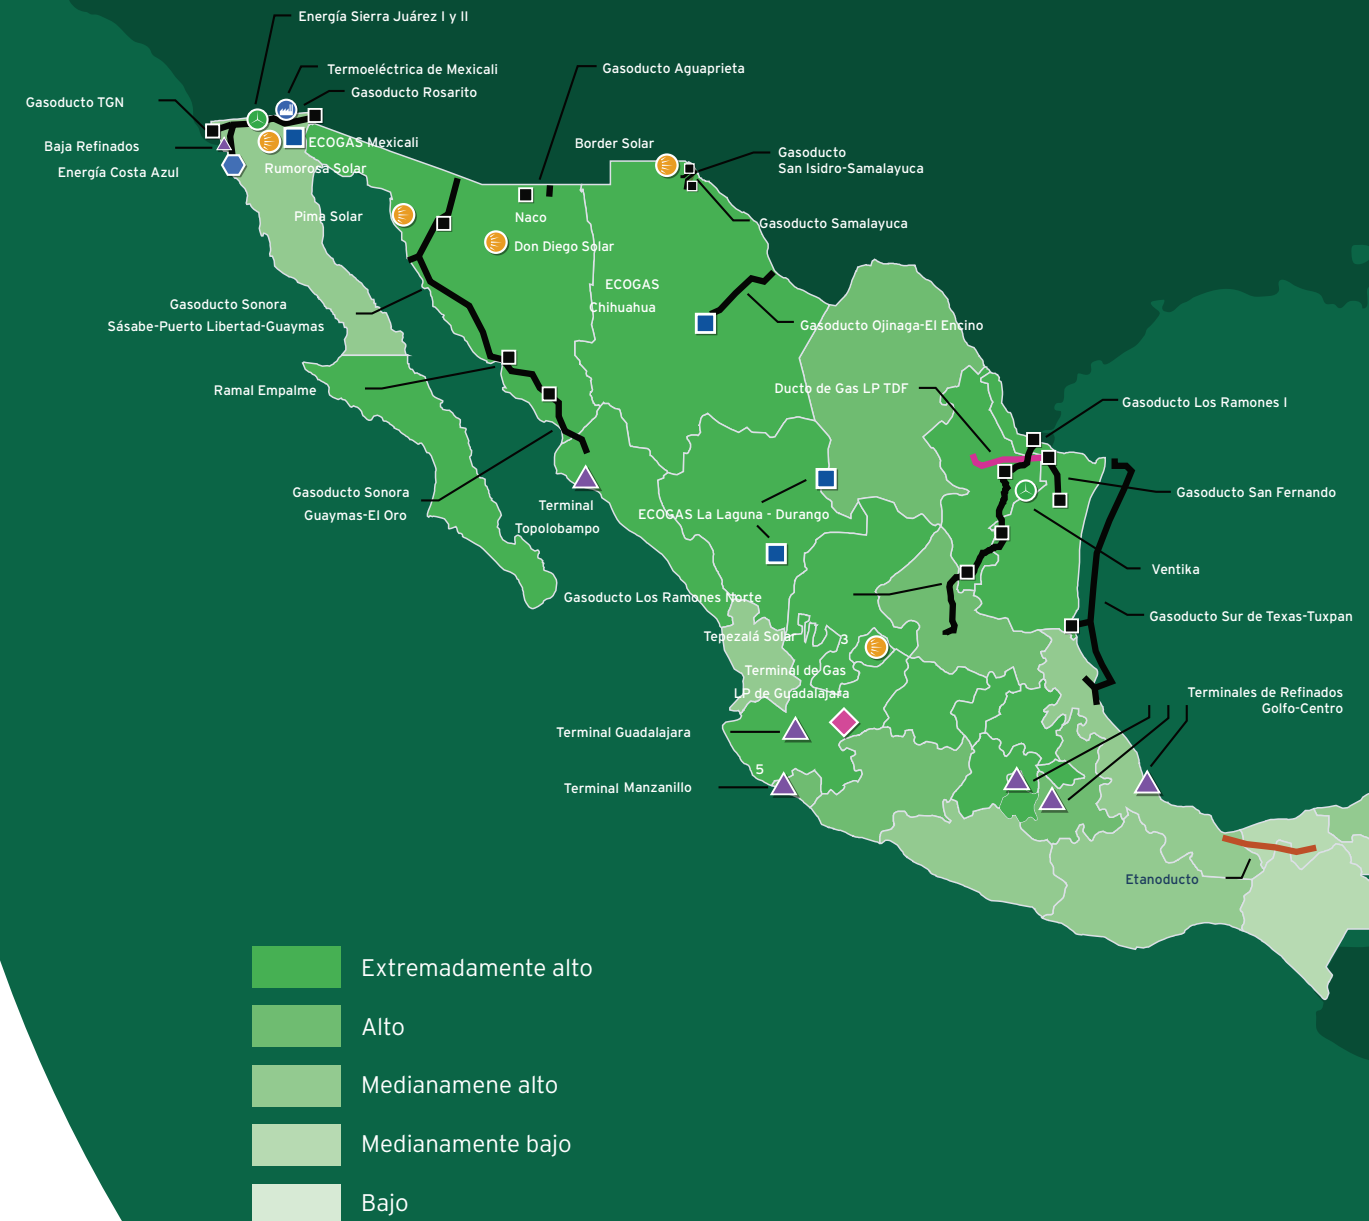 Energía Sierra Juárez I y II
Termoeléctrica de Mexicali
Gasoducto Rosarito
Gasoducto TGN
Baja Refinados
Energía Costa Azul
ECOGAS Mexicali
Rumorosa Solar
Gasoducto Aguaprieta
Border Solar
Gasoducto
San Isidro-Samalayuca
Gasoducto Samalayuca
Pima Solar
Naco
Don Diego Solar
ECOGAS
Chihuahua
Gasoducto Sonora
Sásabe-Puerto Libertad-Guaymas
Gasoducto Ojinaga-El Encino
Ramal Empalme
Ducto de Gas LP TDF
Gasoducto Los Ramones I
Gasoducto Sonora
Guaymas-El Oro
Terminal
Topolobampo
ECOGAS La Laguna - Durango
Gasoducto San Fernando
Ventika
Gasoducto Los Ramones Norte
Gasoducto Sur de Texas-Tuxpan
Tepezalá Solar
3
Terminal de Gas
LP de Guadalajara
Terminales de Refinados
Golfo-Centro
Terminal Guadalajara
5
Terminal Manzanillo
Etanoducto
Extremadamente alto
Alto
Medianamene alto
Medianamente bajo
Bajo